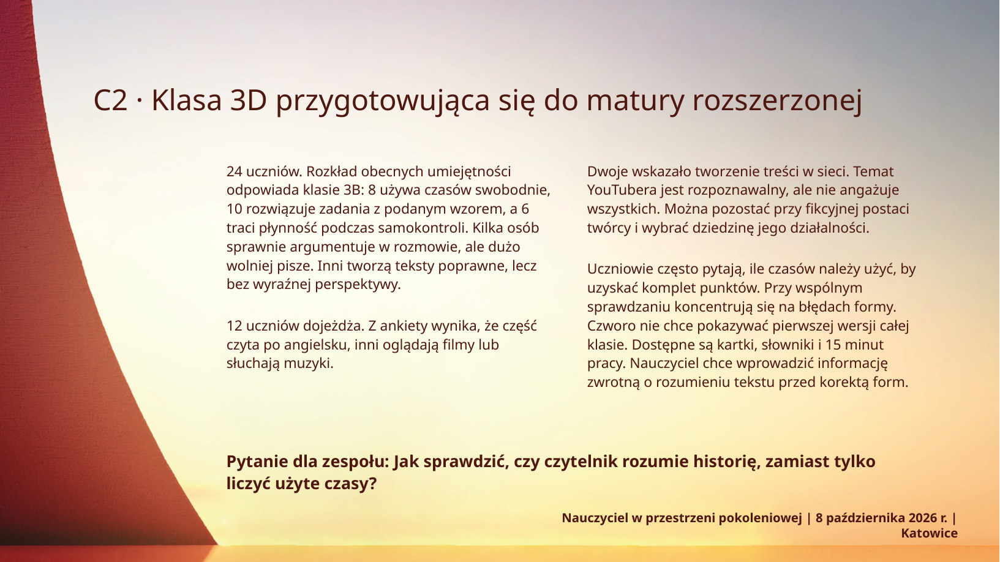 C2 · Klasa 3D przygotowująca się do matury rozszerzonej
24 uczniów. Rozkład obecnych umiejętności
odpowiada klasie 3B: 8 używa czasów swobodnie,
10 rozwiązuje zadania z podanym wzorem, a 6
traci płynność podczas samokontroli. Kilka osób
sprawnie argumentuje w rozmowie, ale dużo
wolniej pisze. Inni tworzą teksty poprawne, lecz
bez wyraźnej perspektywy.
12 uczniów dojeżdża. Z ankiety wynika, że część
czyta po angielsku, inni oglądają filmy lub
słuchają muzyki.
Dwoje wskazało tworzenie treści w sieci. Temat
YouTubera jest rozpoznawalny, ale nie angażuje
wszystkich. Można pozostać przy fikcyjnej postaci
twórcy i wybrać dziedzinę jego działalności.
Uczniowie często pytają, ile czasów należy użyć, by
uzyskać komplet punktów. Przy wspólnym
sprawdzaniu koncentrują się na błędach formy.
Czworo nie chce pokazywać pierwszej wersji całej
klasie. Dostępne są kartki, słowniki i 15 minut
pracy. Nauczyciel chce wprowadzić informację
zwrotną o rozumieniu tekstu przed korektą form.
Pytanie dla zespołu: Jak sprawdzić, czy czytelnik rozumie historię, zamiast tylko
liczyć użyte czasy?
Nauczyciel w przestrzeni pokoleniowej | 8 października 2026 r. |
Katowice